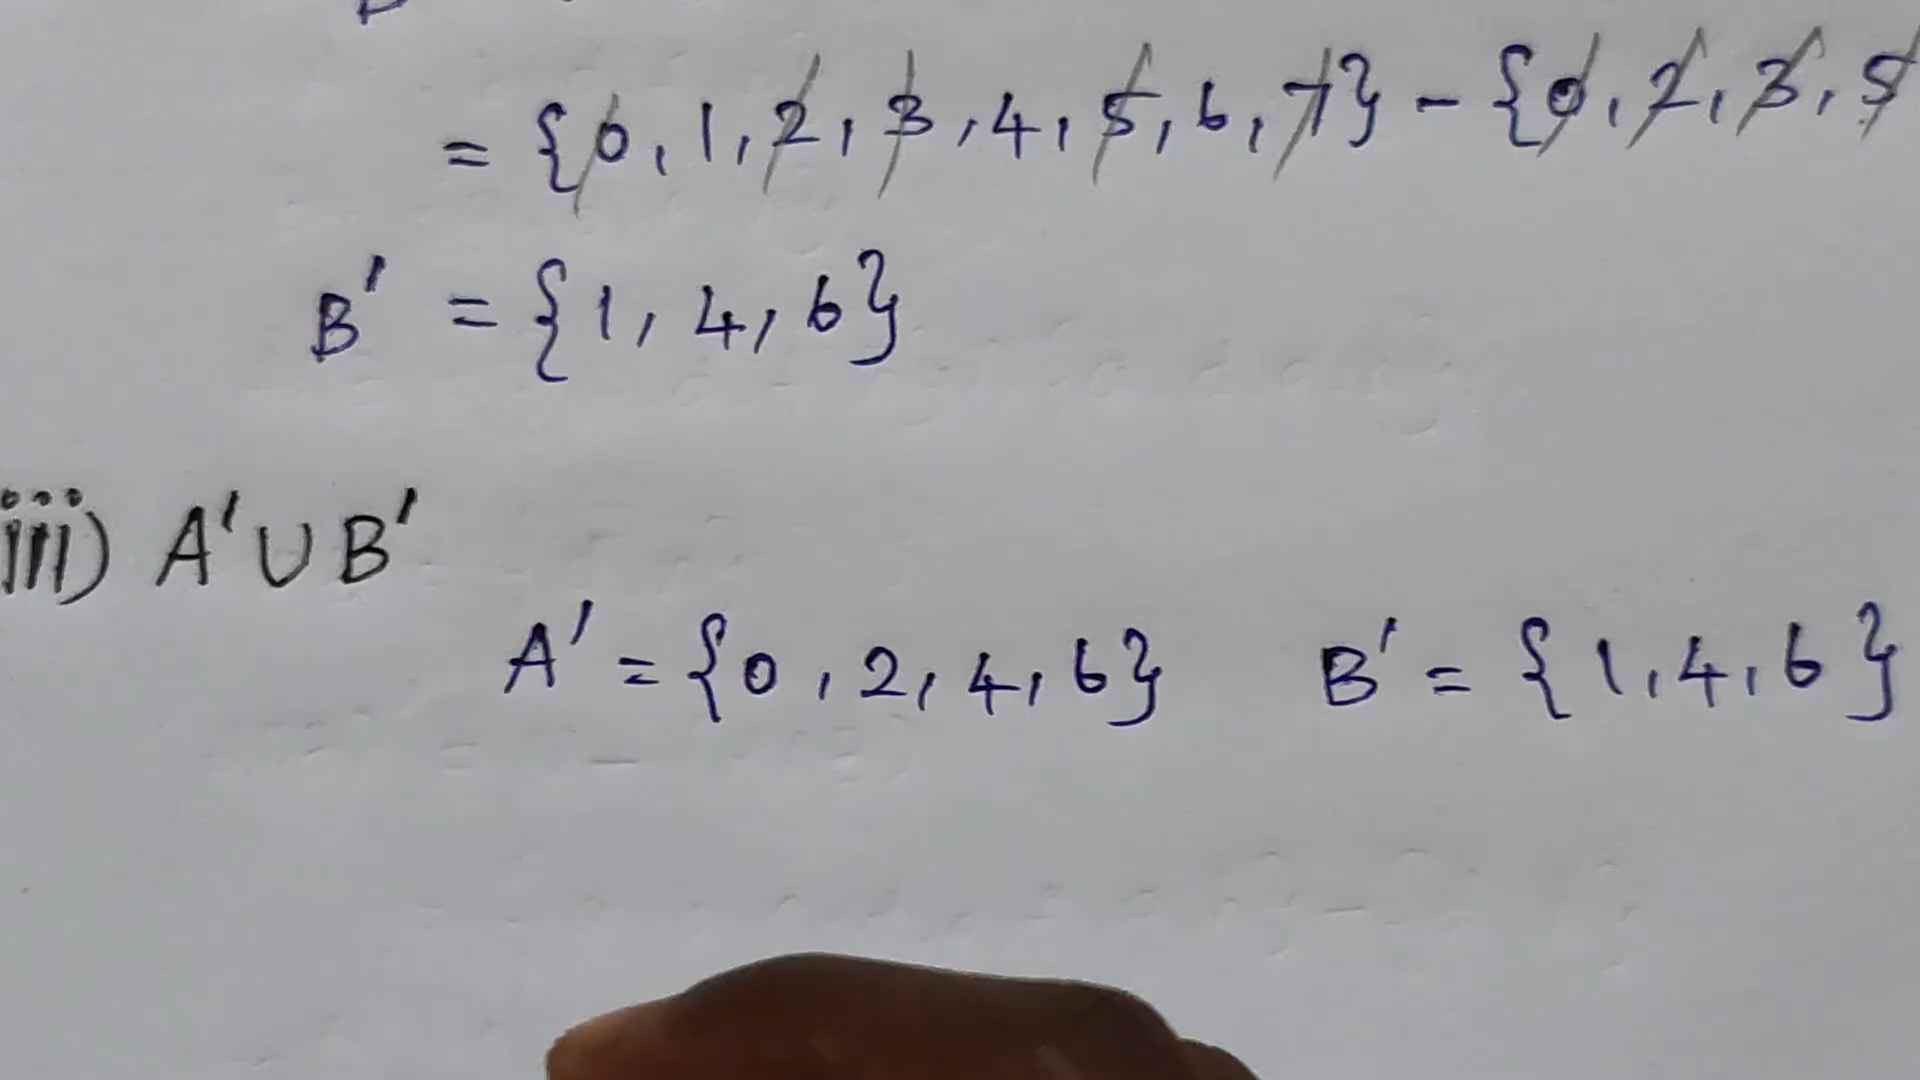 = {0, 1, 2, 3, 4, 5, 6, 7} - {0, 2, 3, 5
B' = {1, 4, 6}
iii) A' ∪ B'
A' = {0, 2, 4, 6} B' = {1, 4, 6}